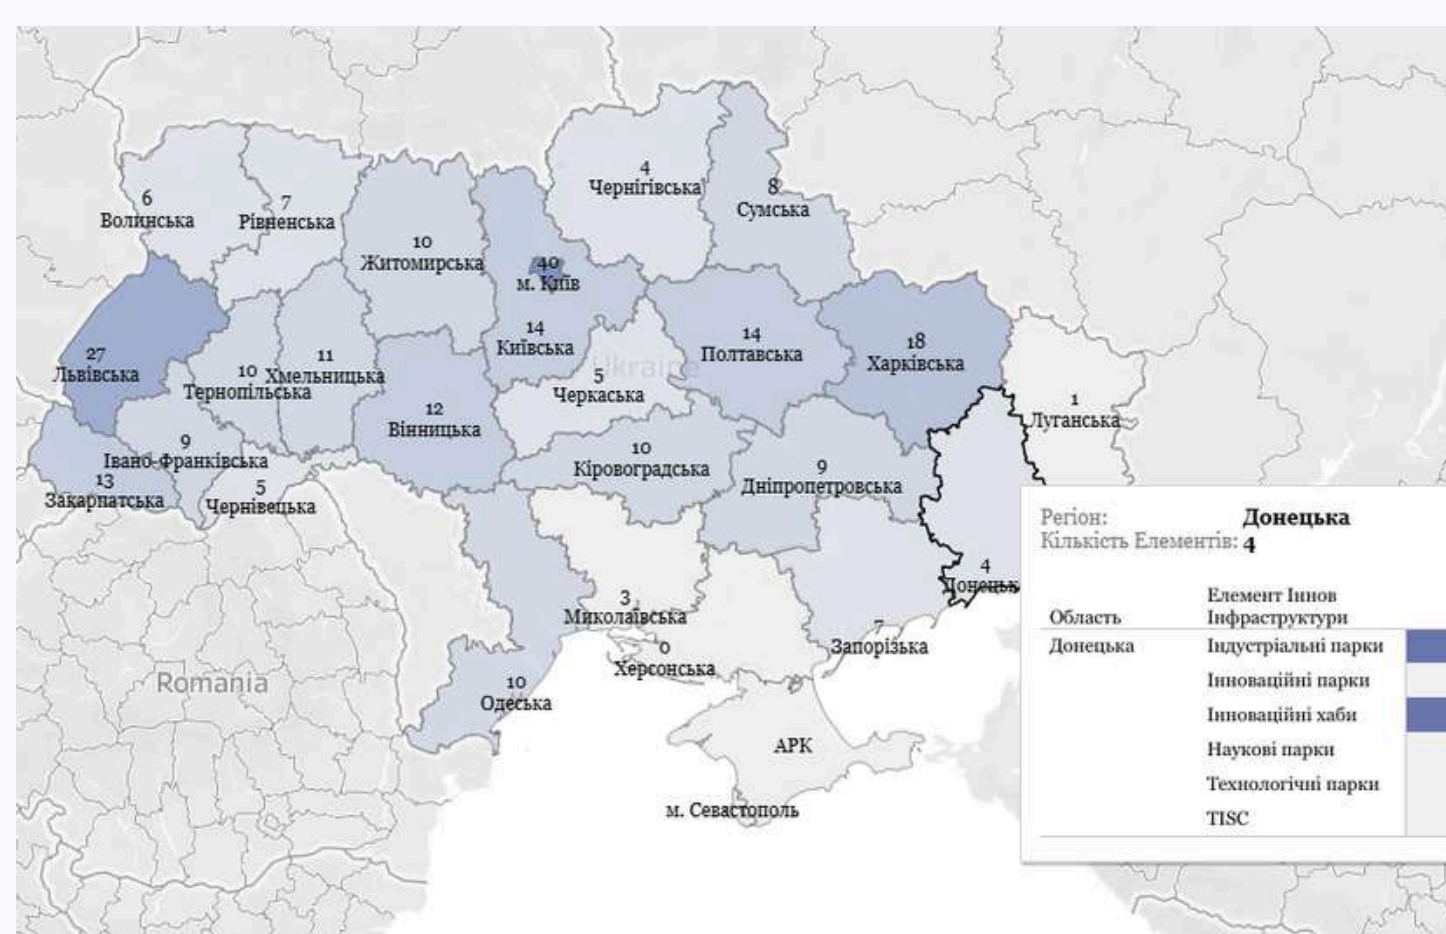 4
Чернігівська
8
Сумська
6
Волинська
7
Рівненська
10
Житомирська
40
м. Київ
14
Київська
14
Полтавська
18
Харківська
27
Львівська
10
Тернопільська
11
Хмельницька
Ukraine
5
Черкаська
1
Луганська
12
Вінницька
9
Івано-Франківська
10
Кіровоградська
9
Дніпропетровська
13
Закарпатська
5
Чернівецька
4
Донецьк
3
Миколаївська
0
Херсонська
7
Запорізька
Romania
10
Одеська
АРК
м. Севастополь
Регіон: Донецька
Кількість Елементів: 4
Елемент Іннов
Область Інфраструктури
Донецька Індустріальні парки
Інноваційні парки
Інноваційні хаби
Наукові парки
Технологічні парки
TISC